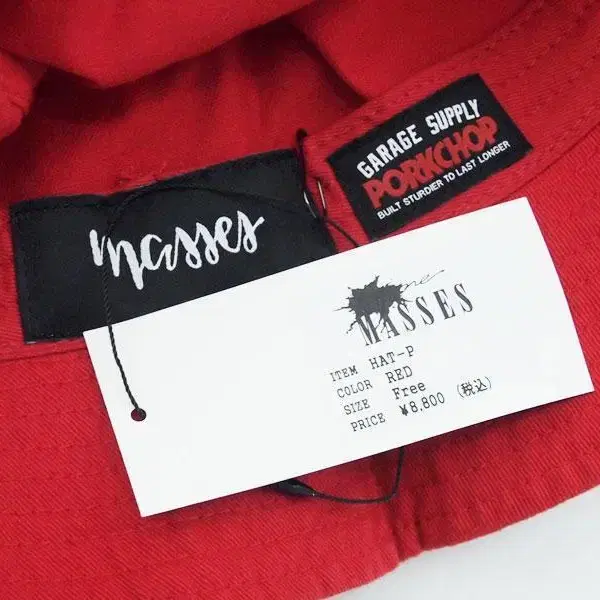 GARAGE SUPPLY
PORKCHOP
BUILT STURDIER TO LAST LONGER
masses
MASSES
ITEM HAT-P
COLOR RED
SIZE Free
PRICE ¥8,800 (税込)